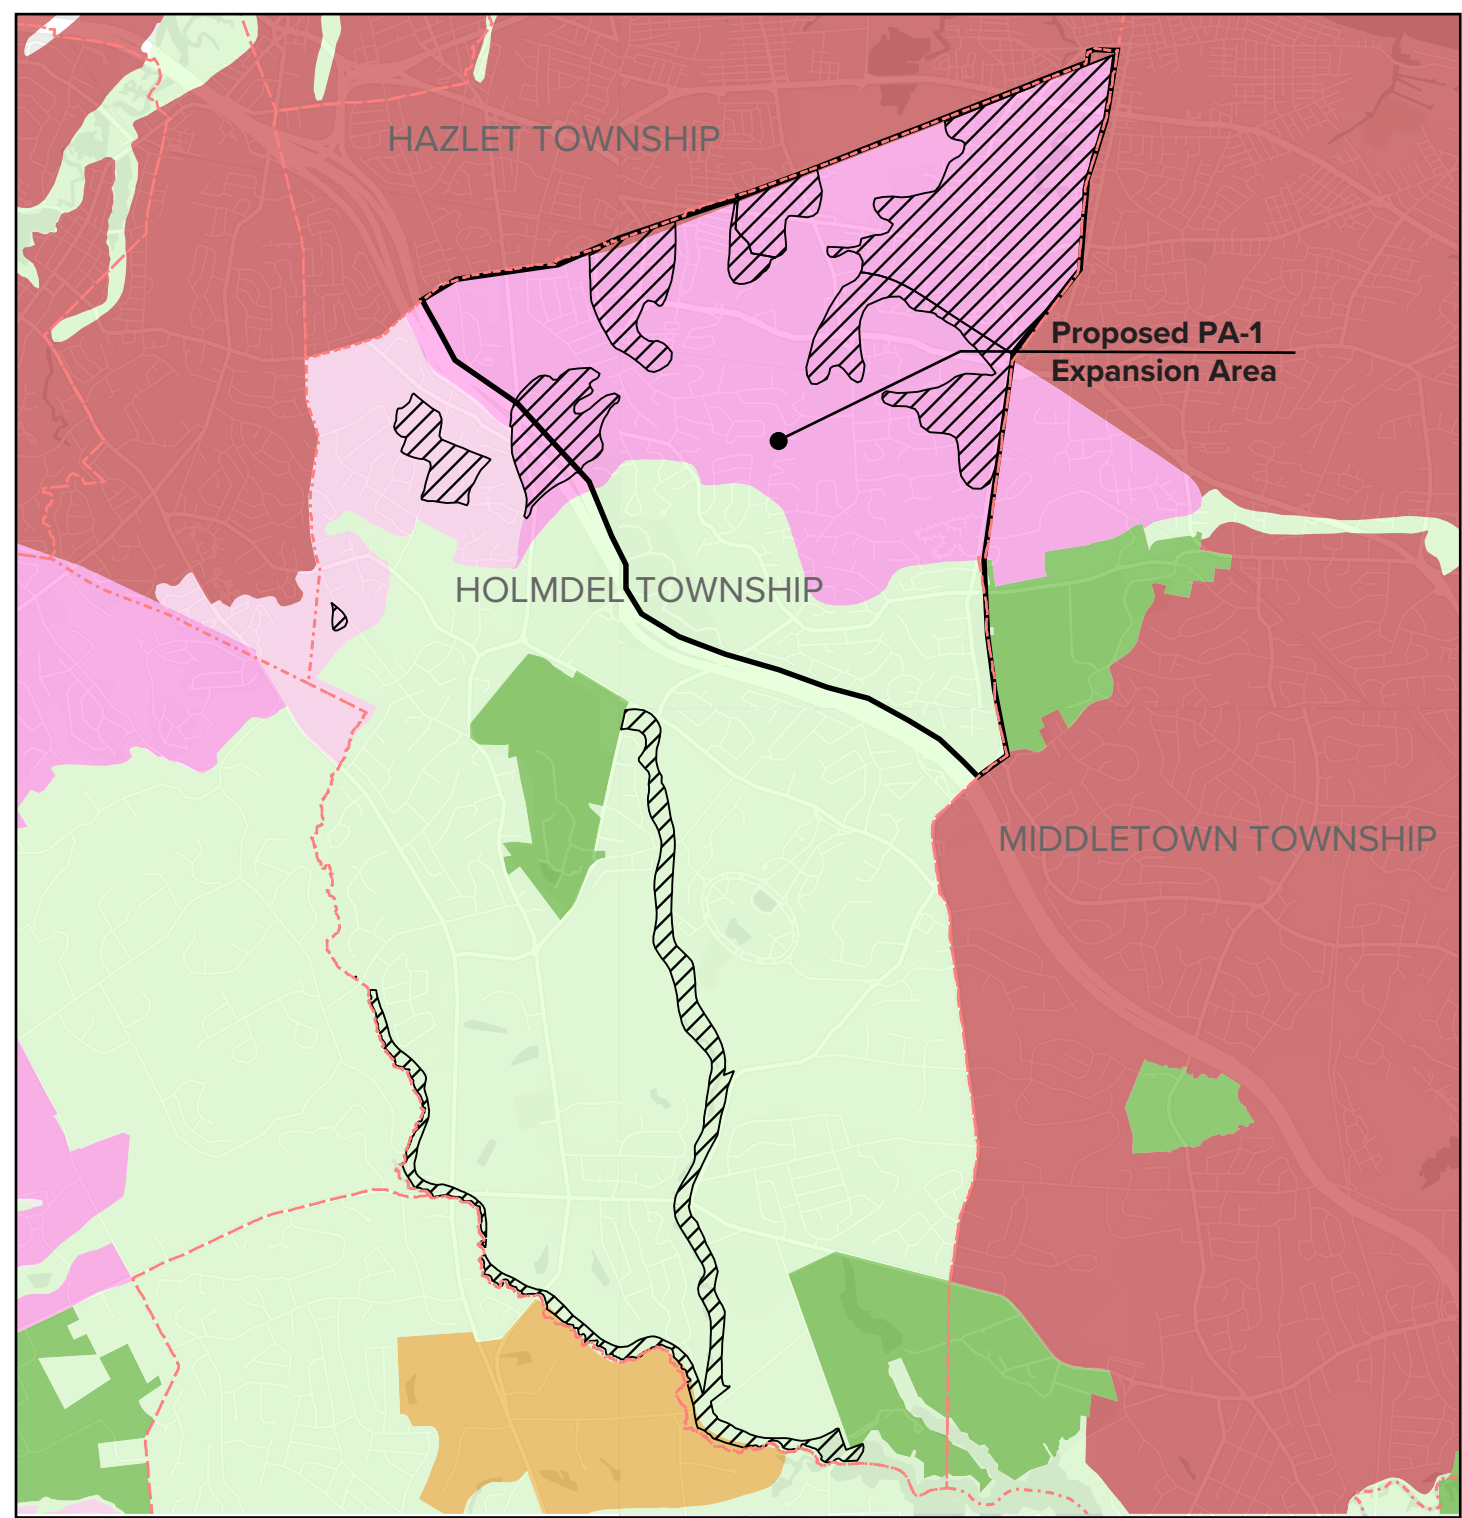 HAZLET TOWNSHIP
Proposed PA-1
Expansion Area
HOLMDEL TOWNSHIP
MIDDLETOWN TOWNSHIP